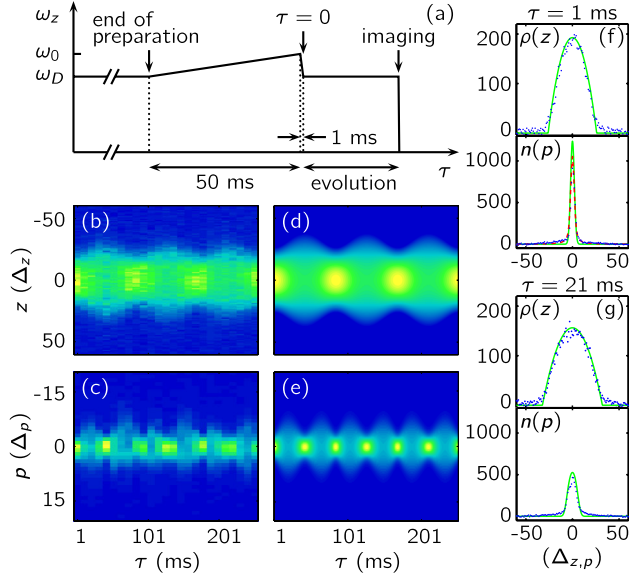 ω_z
end of
preparation
τ = 0
(a)
imaging
ω_0
ω_D
1 ms
50 ms
evolution
τ
τ = 1 ms
200
ρ(z)
(f)
100
0
1000
n(p)
500
0
-50
0
50
τ = 21 ms
200
ρ(z)
(g)
100
0
1000
n(p)
500
0
-50
0
50
(Δ_{z,p})
-50
(b)
(d)
0
50
z (Δ_z)
-15
(c)
(e)
0
15
p (Δ_p)
1
101
201
1
101
201
τ (ms)
τ (ms)